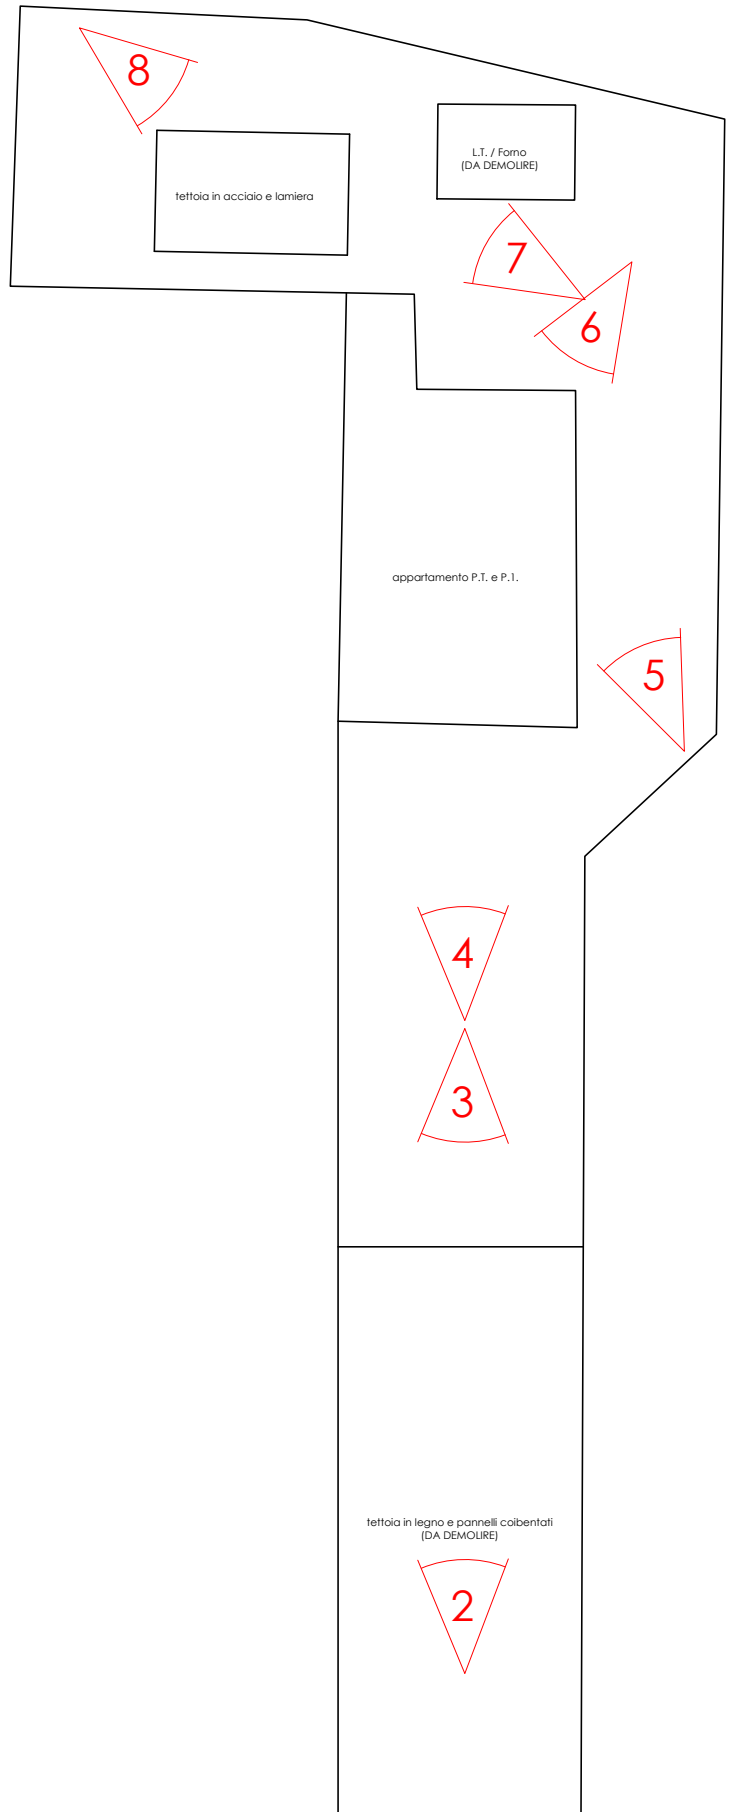 8
L.T. / Forno
(DA DEMOLIRE)
tettoia in acciaio e lamiera
7
6
appartamento P.T. e P.1.
5
4
3
tettoia in legno e pannelli coibentati
(DA DEMOLIRE)
2